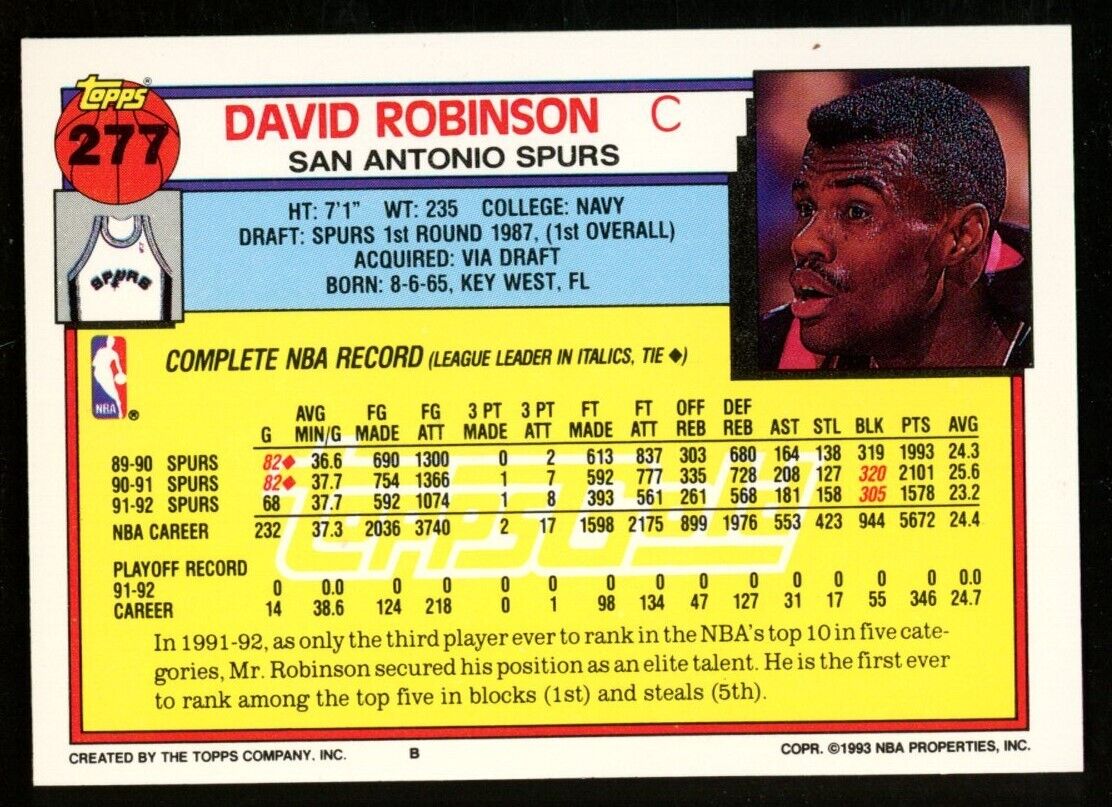 topps®
277
DAVID ROBINSON C
SAN ANTONIO SPURS
SPURS
HT: 7'1" WT: 235 COLLEGE: NAVY
DRAFT: SPURS 1st ROUND 1987, (1st OVERALL)
ACQUIRED: VIA DRAFT
BORN: 8-6-65, KEY WEST, FL
NBA ®
COMPLETE NBA RECORD (LEAGUE LEADER IN ITALICS, TIE ♦)
AVG FG FG 3 PT 3 PT FT FT OFF DEF
G MIN/G MADE ATT MADE ATT MADE ATT REB REB AST STL BLK PTS AVG
89-90 SPURS 82♦ 36.6 690 1300 0 2 613 837 303 680 164 138 319 1993 24.3
90-91 SPURS 82♦ 37.7 754 1366 1 7 592 777 335 728 208 127 320 2101 25.6
91-92 SPURS 68 37.7 592 1074 1 8 393 561 261 568 181 158 305 1578 23.2
NBA CAREER 232 37.3 2036 3740 2 17 1598 2175 899 1976 553 423 944 5672 24.4
PLAYOFF RECORD
91-92 0 0.0 0 0 0 0 0 0 0 0 0 0 0 0 0.0
CAREER 14 38.6 124 218 0 1 98 134 47 127 31 17 55 346 24.7
In 1991-92, as only the third player ever to rank in the NBA's top 10 in five cate-
gories, Mr. Robinson secured his position as an elite talent. He is the first ever
to rank among the top five in blocks (1st) and steals (5th).
CREATED BY THE TOPPS COMPANY, INC. B COPR. ©1993 NBA PROPERTIES, INC.